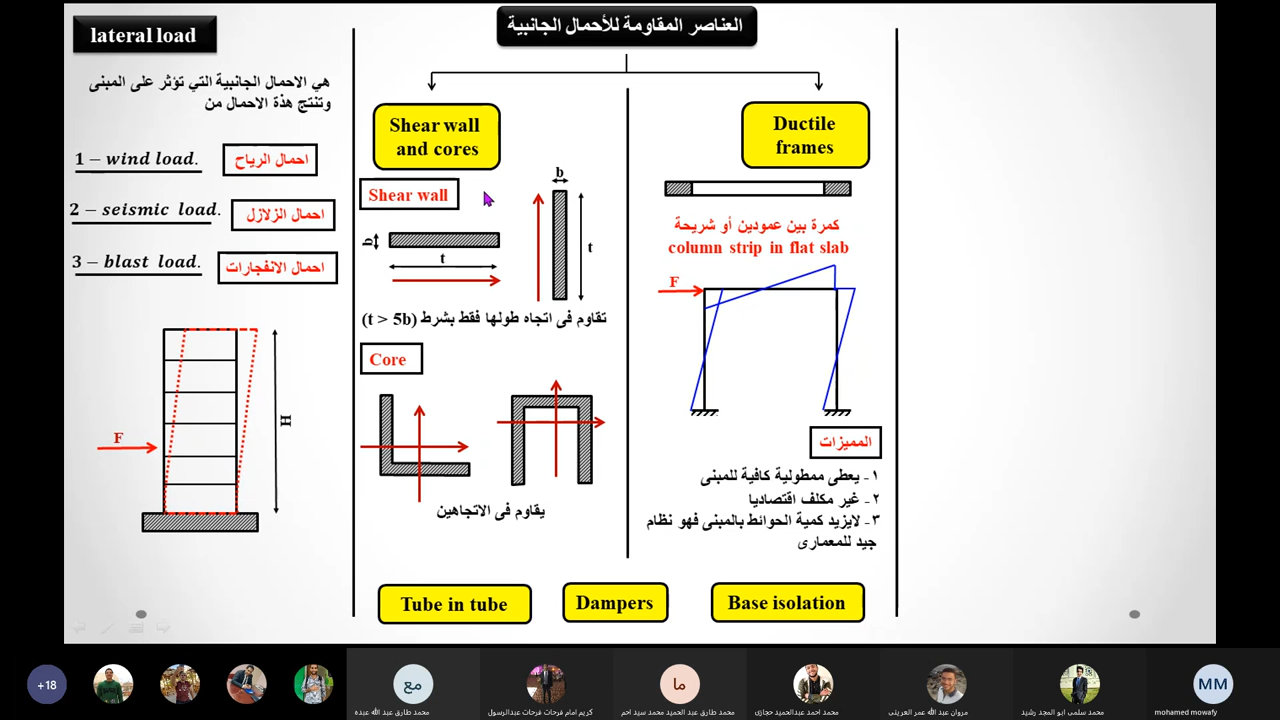 lateral load
هي الاحمال الجانبية التي تؤثر على المبنى
وتنتج هذة الاحمال من
1 – wind load.
احمال الرياح
2 – seismic load.
احمال الزلازل
3 – blast load.
احمال الانفجارات
F
H
العناصر المقاومة للأحمال الجانبية
Shear wall
and cores
Shear wall
b
t
b
t
تقاوم فى اتجاه طولها فقط بشرط (t > 5b)
Core
يقاوم فى الاتجاهين
Ductile
frames
كمرة بين عمودين أو شريحة
column strip in flat slab
F
المميزات
١- يعطى ممطولية كافية للمبنى
٢- غير مكلف اقتصاديا
٣- لايزيد كمية الحوائط بالمبنى فهو نظام
جيد للمعمارى
Tube in tube
Dampers
Base isolation
+18
مع
ما
MM
محمد طارق عبد الله عبده
كريم امام فرحات فرحات عبدالرسول
محمد طارق عبد الحميد محمد سيد احم
محمد احمد عبدالحميد حجازى
مروان عبد الله عمر العرينى
محمد سلمى ابو المجد رشيد
mohamed mowafy